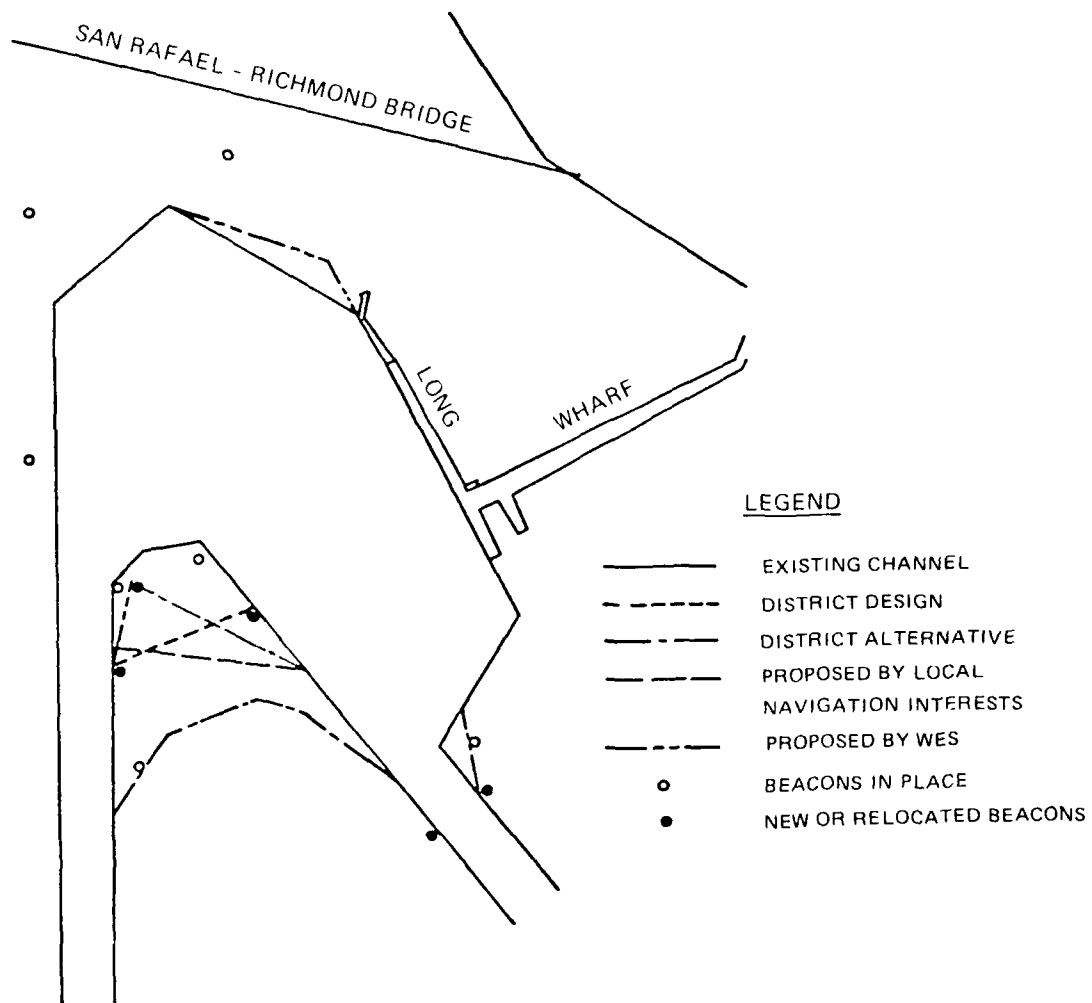 SAN RAFAEL - RICHMOND BRIDGE
LONG
WHARF
LEGEND
EXISTING CHANNEL
DISTRICT DESIGN
DISTRICT ALTERNATIVE
PROPOSED BY LOCAL
NAVIGATION INTERESTS
PROPOSED BY WES
BEACONS IN PLACE
NEW OR RELOCATED BEACONS